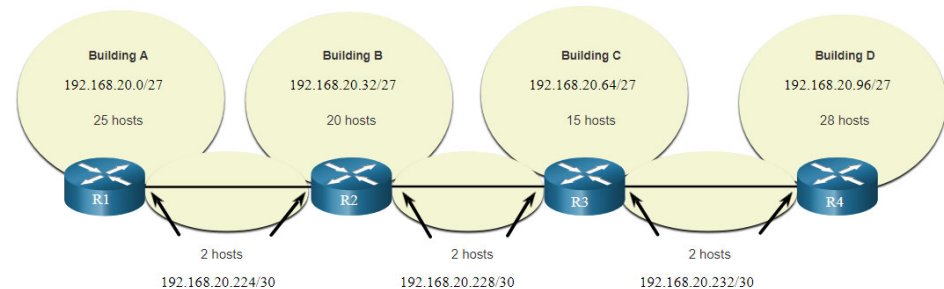 Building A
192.168.20.0/27
25 hosts
Building B
192.168.20.32/27
20 hosts
Building C
192.168.20.64/27
15 hosts
Building D
192.168.20.96/27
28 hosts
R1
R2
R3
R4
2 hosts
192.168.20.224/30
2 hosts
192.168.20.228/30
2 hosts
192.168.20.232/30